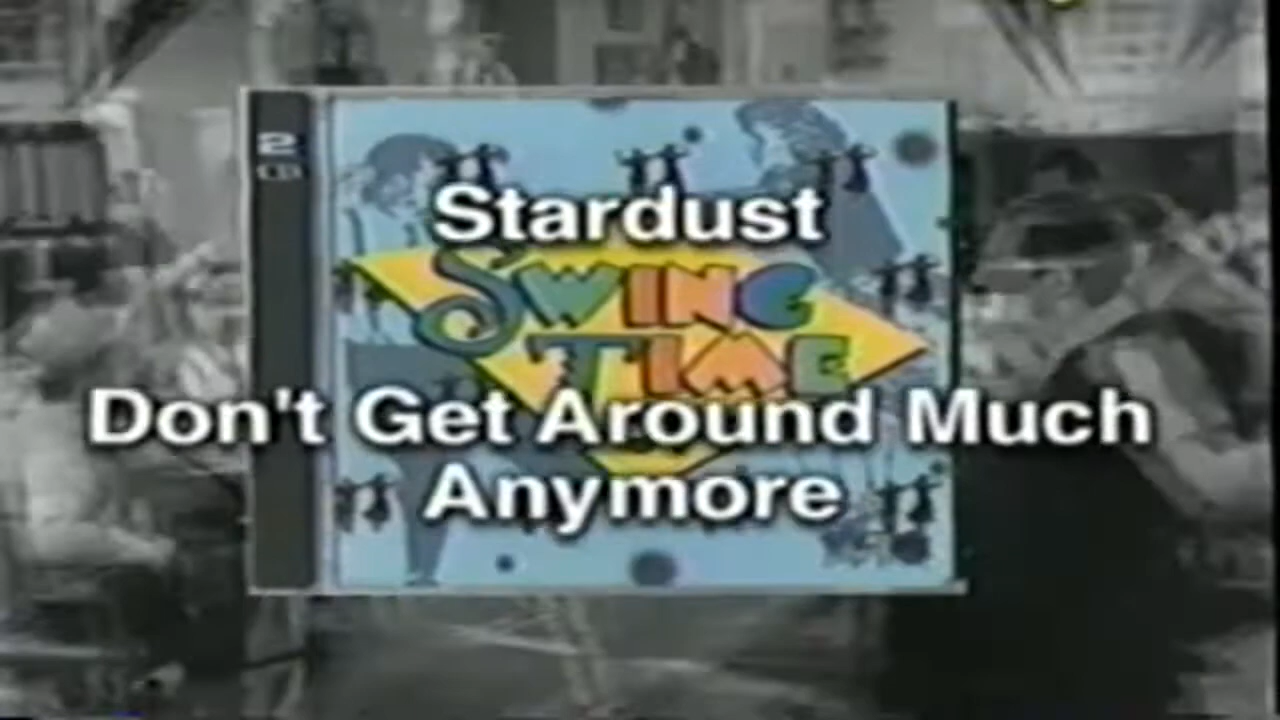 2
CD
Stardust
SWING
TIME
Don't Get Around Much
Anymore